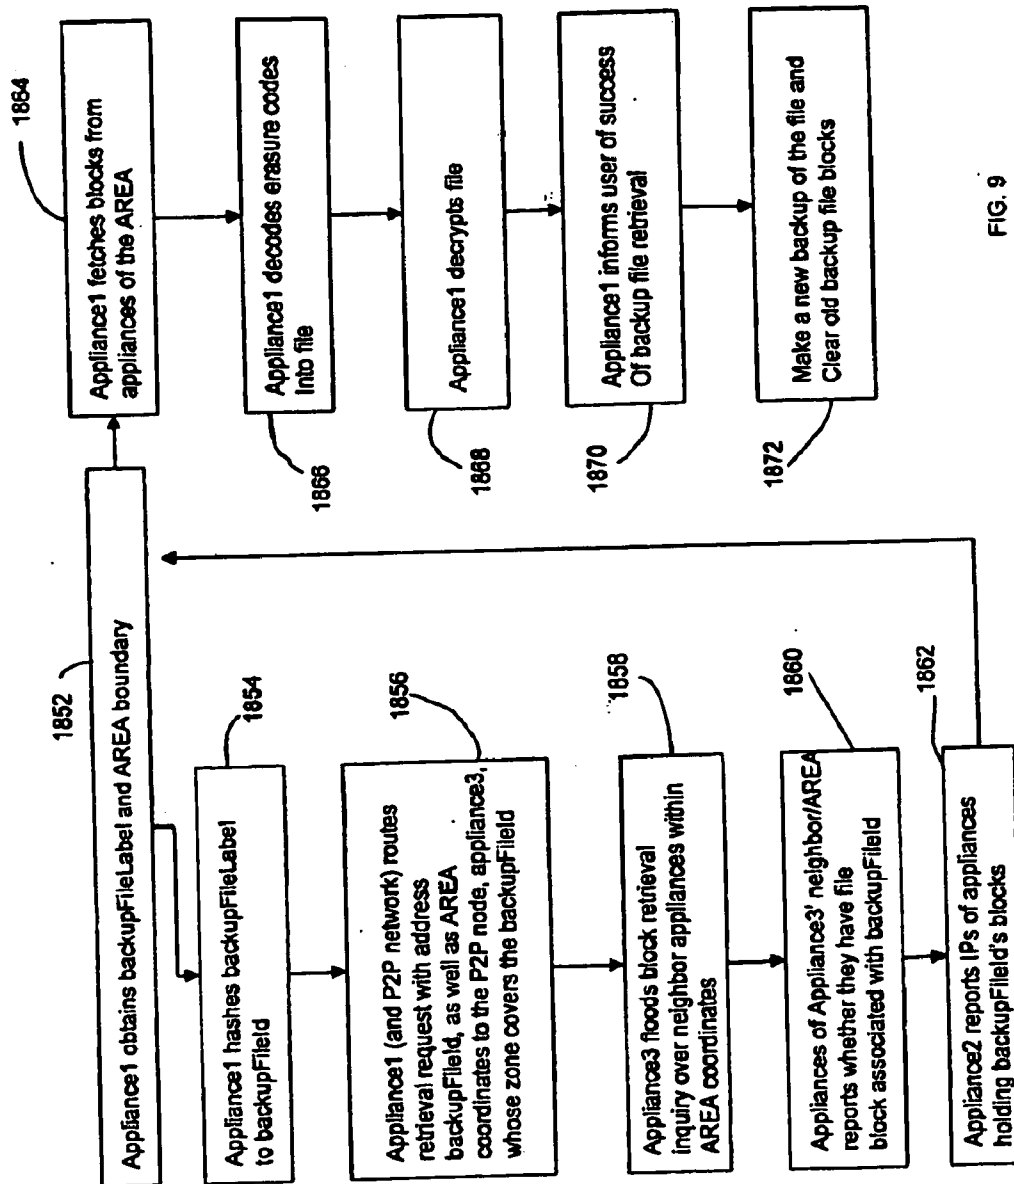 1852
Appliance1 obtains backupFileLabel and AREA boundary
1854
Appliance1 hashes backupFileLabel
to backupFileId
1856
Appliance1 (and P2P network) routes
retrieval request with address
backupFileId, as well as AREA
coordinates to the P2P node, appliance3,
whose zone covers the backupFileId
1858
Appliance3 floods block retrieval
inquiry over neighbor appliances within
AREA coordinates
1860
Appliances of Appliance3' neighbor/AREA
reports whether they have file
block associated with backupFileId
1862
Appliance2 reports IPs of appliances
holding backupFileId's blocks
1864
Appliance1 fetches blocks from
appliances of the AREA
1866
Appliance1 decodes erasure codes
Into file
1868
Appliance1 decrypts file
1870
Appliance1 informs user of success
Of backup file retrieval
1872
Make a new backup of the file and
Clear old backup file blocks
FIG. 9